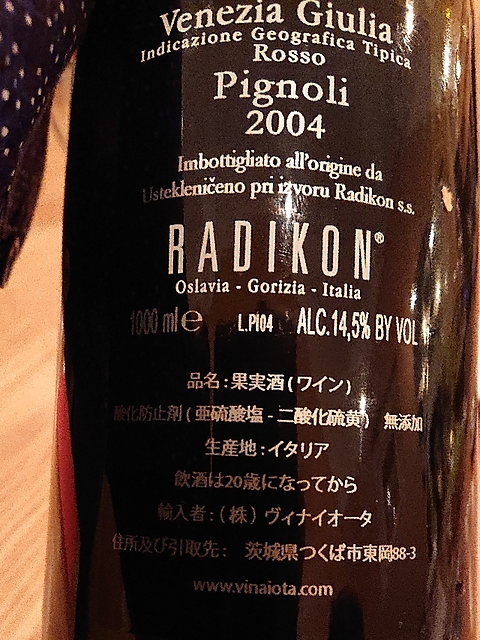 Venezia Giulia
Indicazione Geografica Tipica
Rosso
Pignoli
2004
Imbottigliato all'origine da
Ustekleničeno pri izvoru Radikon s.s.
RADIKON®
Oslavia - Gorizia - Italia
1000 ml e L.PI04 ALC.14,5% BY VOL
品名:果実酒(ワイン)
酸化防止剤(亜硫酸塩-二酸化硫黄) 無添加
生産地:イタリア
飲酒は20歳になってから
輸入者:(株)ヴィナイオータ
住所及び引取先: 茨城県つくば市東岡88-3
www.vinaiota.com